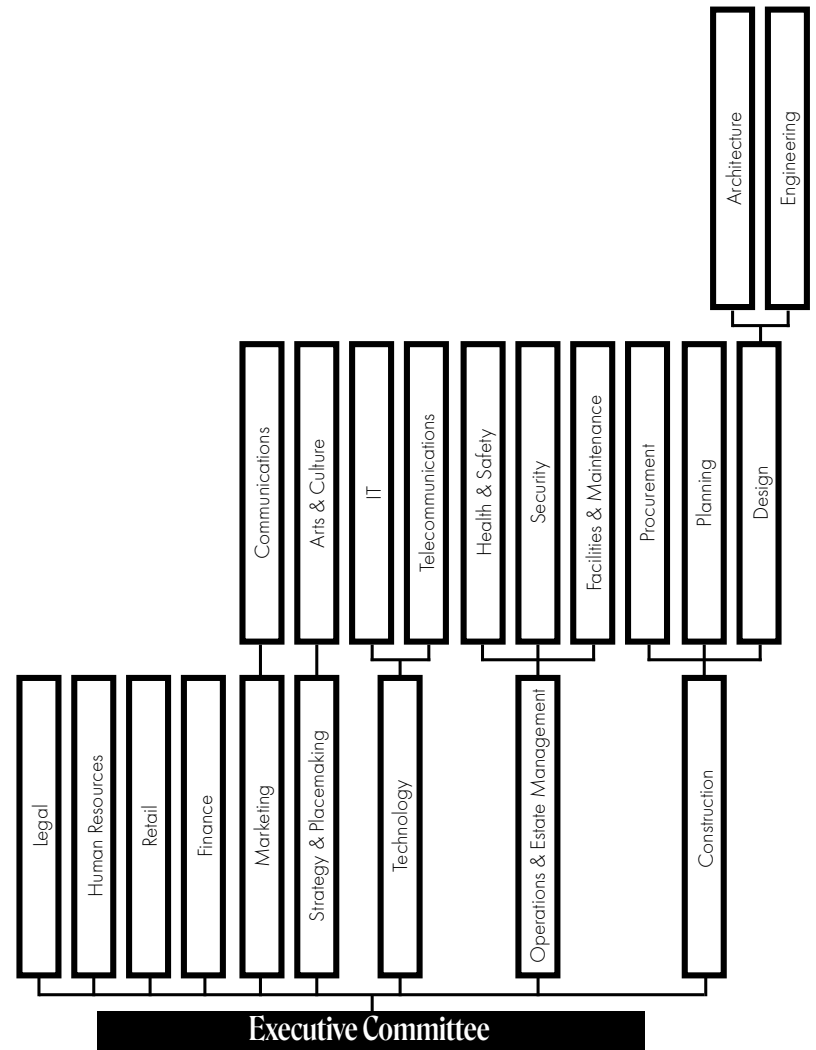 Architecture
Engineering
Communications
Arts & Culture
IT
Telecommunications
Health & Safety
Security
Facilities & Maintenance
Procurement
Planning
Design
Legal
Human Resources
Retail
Finance
Marketing
Strategy & Placemaking
Technology
Operations & Estate Management
Construction
Executive Committee